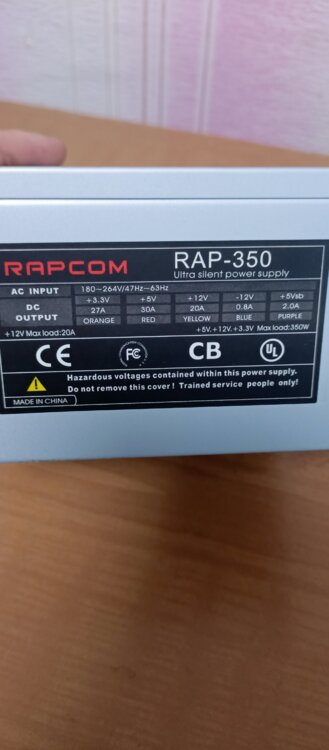 RAPCOM
RAP-350
Ultra silent power supply
AC INPUT 180~264V/47Hz~63Hz
DC OUTPUT +3.3V +5V +12V -12V +5Vsb
27A 30A 20A 0.8A 2.0A
ORANGE RED YELLOW BLUE PURPLE
+12V Max load:20A +5V.+12V.+3.3V Max load:350W
CE FC CB UL
Hazardous voltages contained within this power supply.
Do not remove this cover ! Trained service people only!
MADE IN CHINA